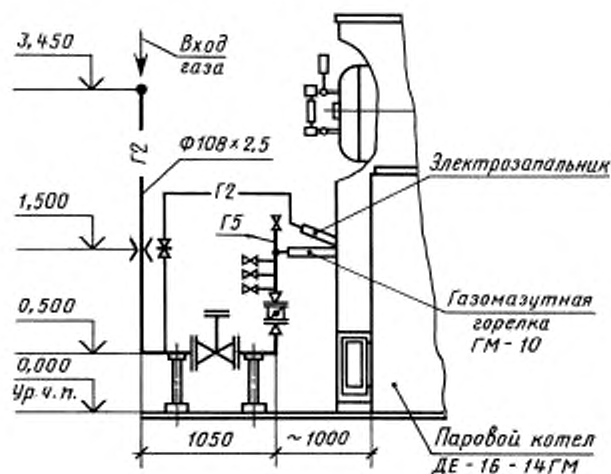 3,450
Вход
газа
Г2
Ф108×2,5
Электрозапальник
Г2
1,500
Г5
Газомазутная
горелка
ГМ-10
0,500
0,000
Ур.ч.п.
1050
~1000
Паровой котел
ДЕ-16-14ГМ